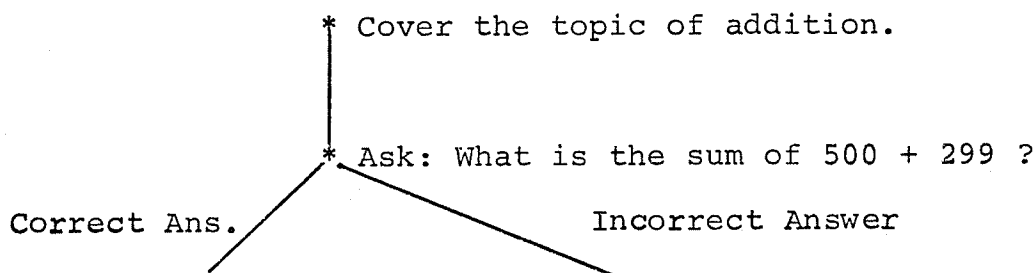 * Cover the topic of addition.
* Ask: What is the sum of 500 + 299 ?
Correct Ans.
Incorrect Answer